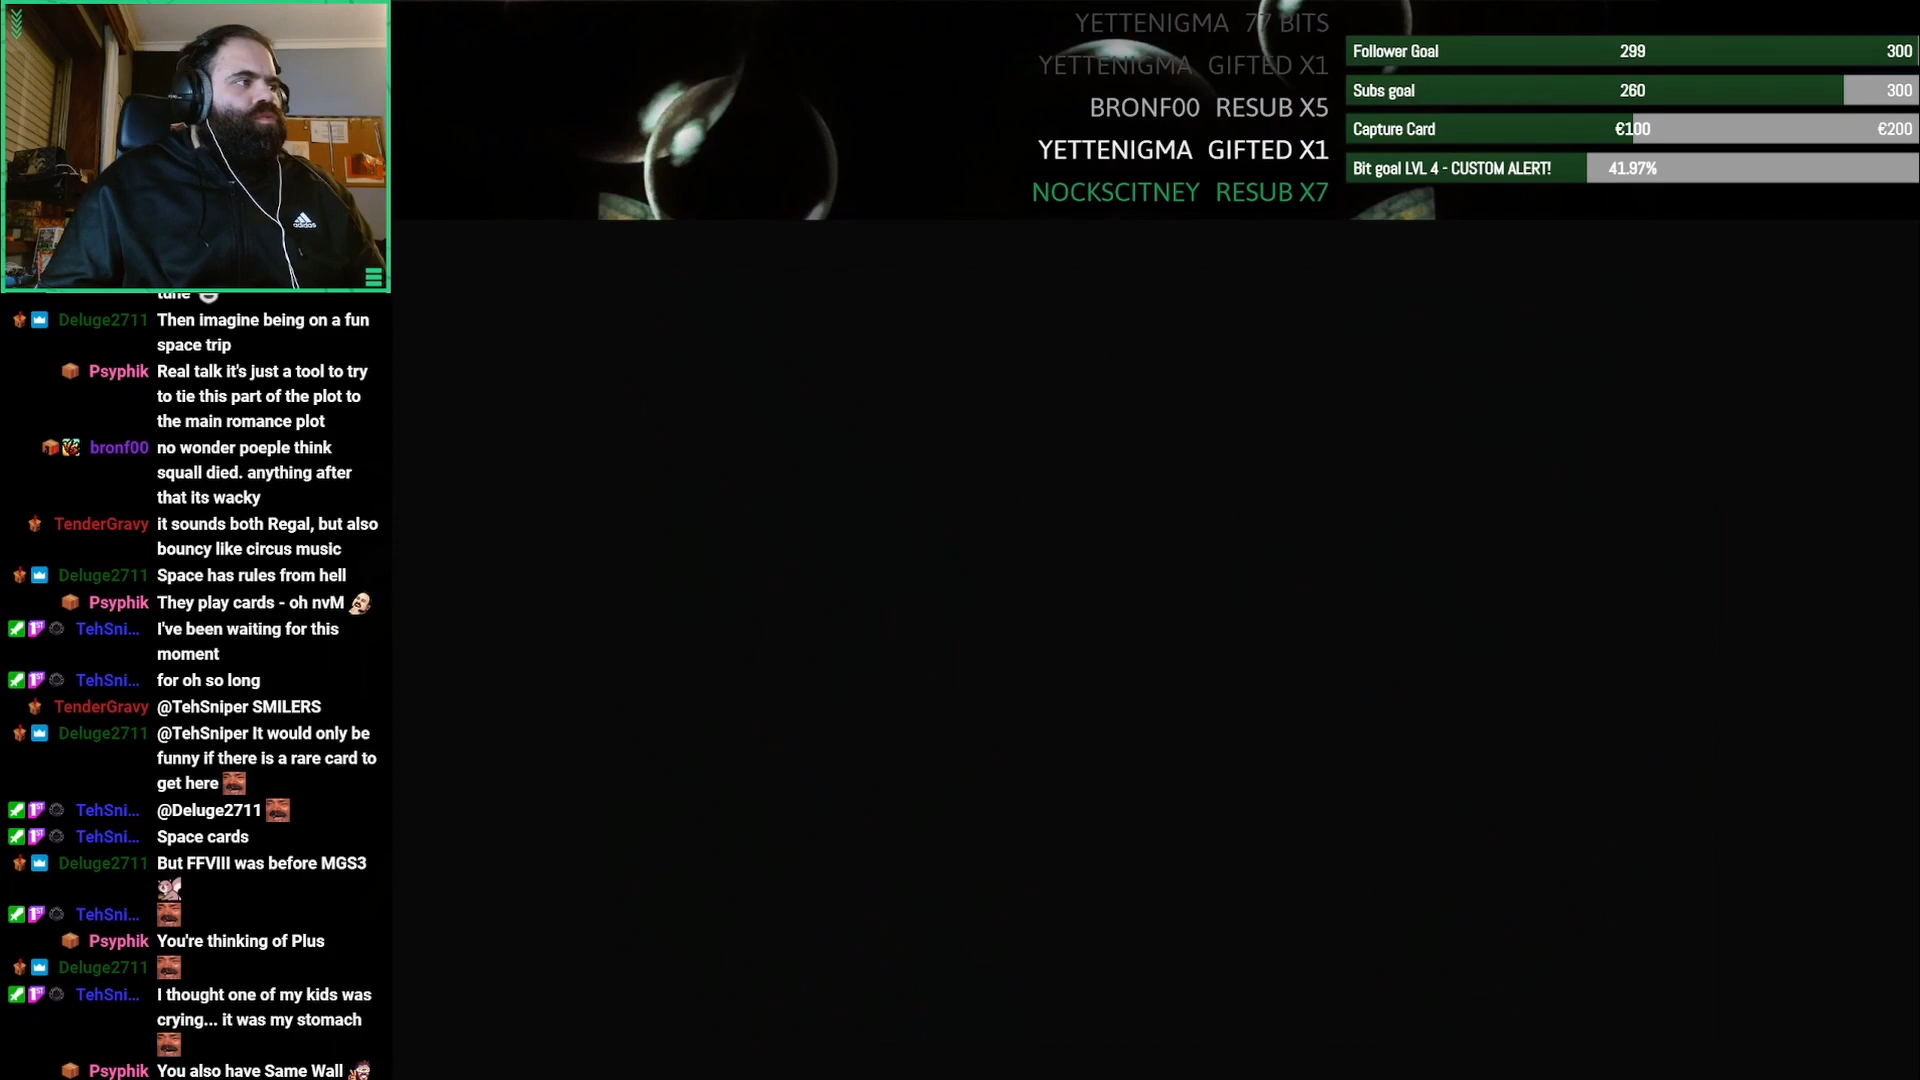 YETTENIGMA 77 BITS
YETTENIGMA GIFTED X1
BRONF00 RESUB X5
YETTENIGMA GIFTED X1
NOCKSCITNEY RESUB X7
Follower Goal 299 300
Subs goal 260 300
Capture Card €100 €200
Bit goal LVL 4 - CUSTOM ALERT! 41.97%
adidas
tune
Deluge2711 Then imagine being on a fun
space trip
Psyphik Real talk it's just a tool to try
to tie this part of the plot to
the main romance plot
bronf00 no wonder poeple think
squall died. anything after
that its wacky
TenderGravy it sounds both Regal, but also
bouncy like circus music
Deluge2711 Space has rules from hell
Psyphik They play cards - oh nvM
TehSni... I've been waiting for this
moment
TehSni... for oh so long
TenderGravy @TehSniper SMILERS
Deluge2711 @TehSniper It would only be
funny if there is a rare card to
get here
TehSni... @Deluge2711
TehSni... Space cards
Deluge2711 But FFVIII was before MGS3
TehSni...
Psyphik You're thinking of Plus
Deluge2711
TehSni... I thought one of my kids was
crying... it was my stomach
Psyphik You also have Same Wall